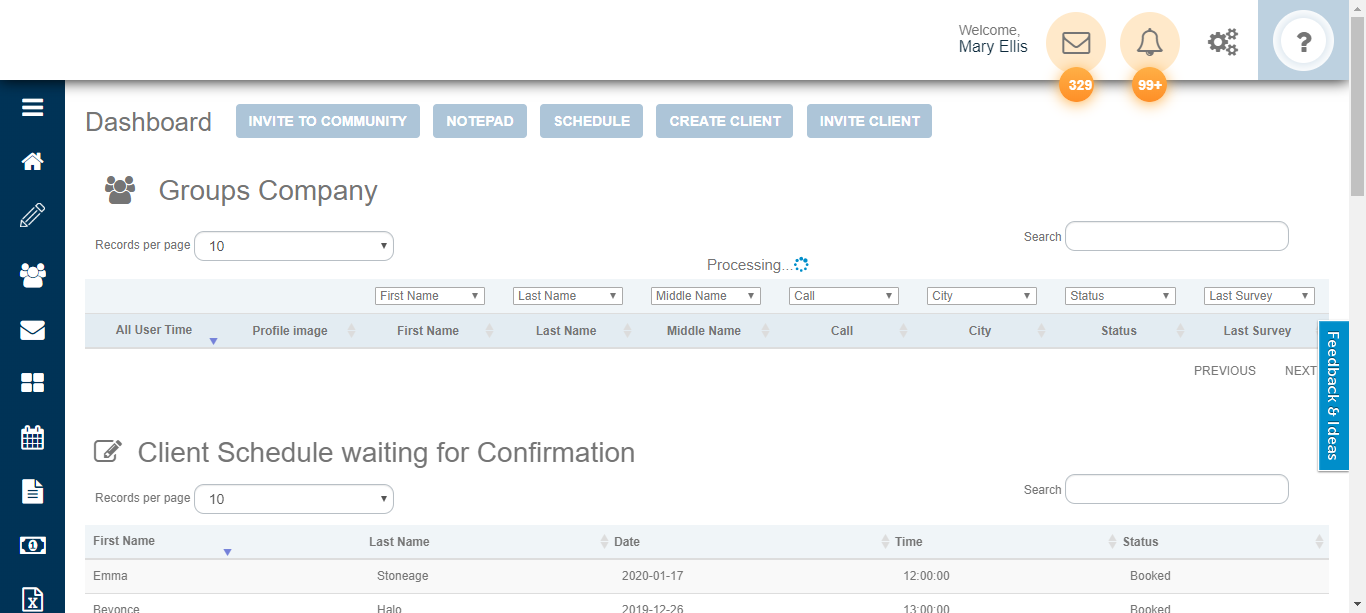 Welcome,
Mary Ellis
?
329
99+
Dashboard
INVITE TO COMMUNITY
NOTEPAD
SCHEDULE
CREATE CLIENT
INVITE CLIENT
Groups Company
Records per page 10
Search
Processing...
First Name Last Name Middle Name Call City Status Last Survey
All User Time Profile image First Name Last Name Middle Name Call City Status Last Survey
PREVIOUS NEXT
Feedback & Ideas
Client Schedule waiting for Confirmation
Records per page 10
Search
First Name Last Name Date Time Status
Emma Stoneage 2020-01-17 12:00:00 Booked
Beyonce Halo 2019-12-26 13:00:00 Booked